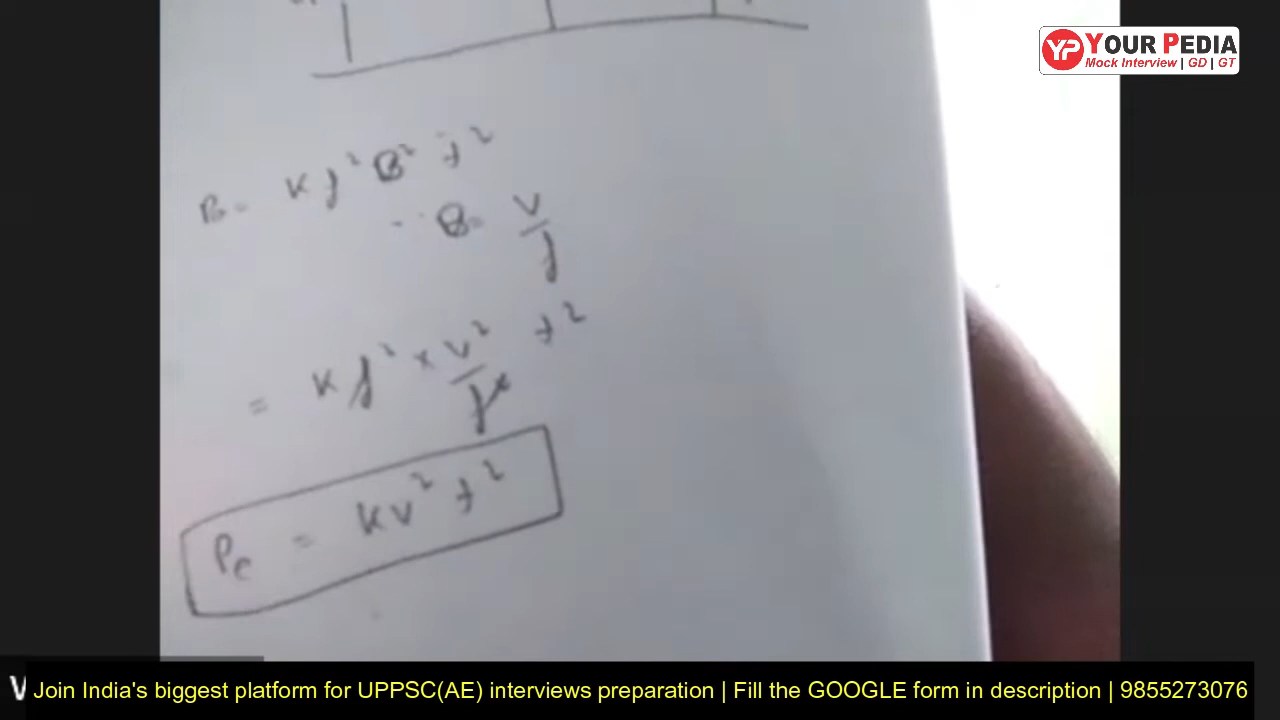 YOUR PEDIA
Mock Interview | GD | GT
Pe = K f² B² t²
∵ B = V/f
= K f² × V²/f² t²
Pe = KV² t²
V
Join India's biggest platform for UPPSC(AE) interviews preparation | Fill the GOOGLE form in description | 9855273076